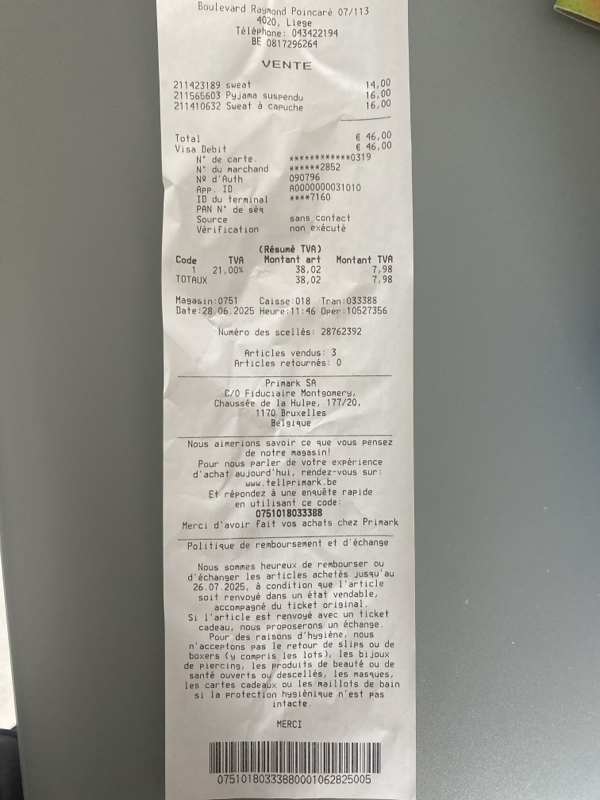 Boulevard Raymond Poincaré 07/113
4020, Liege
Téléphone: 043422194
BE 0817296264
VENTE
211423189 sweat 14,00
211565603 Pyjama suspendu 16,00
211410632 Sweat à capuche 16,00
Total € 46,00
Visa Debit € 46,00
N° de carte. ************0319
N° du marchand ******2852
Nº d'Auth 090796
App. ID A0000000031010
ID du terminal ****7160
PAN N° de séq
Source sans contact
Vérification non exécuté
(Résumé TVA)
Code TVA Montant art Montant TVA
1 21,00% 38,02 7,98
TOTAUX 38,02 7,98
Magasin:0751 Caisse:018 Tran:033388
Date:28 06.2025 Heure:11:46 Oper:10527356
Numéro des scellés: 28762392
Articles vendus: 3
Articles retournés: 0
Primark SA
C/O Fiduciaire Montgomery,
Chaussée de la Hulpe, 177/20,
1170 Bruxelles
Belgique
Nous aimerions savoir ce que vous pensez
de notre magasin!
Pour nous parler de votre expérience
d'achat aujourd'hui, rendez-vous sur:
www.tellprimark.be
Et répondez à une enquête rapide
en utilisant ce code:
0751018033388
Merci d'avoir fait vos achats chez Primark
Politique de remboursement et d'échange
Nous sommes heureux de rembourser ou
d'échanger les articles achetés jusqu'au
26.07.2025, à condition que l'article
soit renvoyé dans un état vendable,
accompagné du ticket original.
Si l'article est renvoyé avec un ticket
cadeau, nous proposerons un échange.
Pour des raisons d'hygiène, nous
n'acceptons pas le retour de slips ou de
boxers (y compris les lots), les bijoux
de piercing, les produits de beauté ou de
santé ouverts ou descellés, les masques,
les cartes cadeaux ou les maillots de bain
si la protection hygiénique n'est pas
intacte.
MERCI
07510180333880001062825005